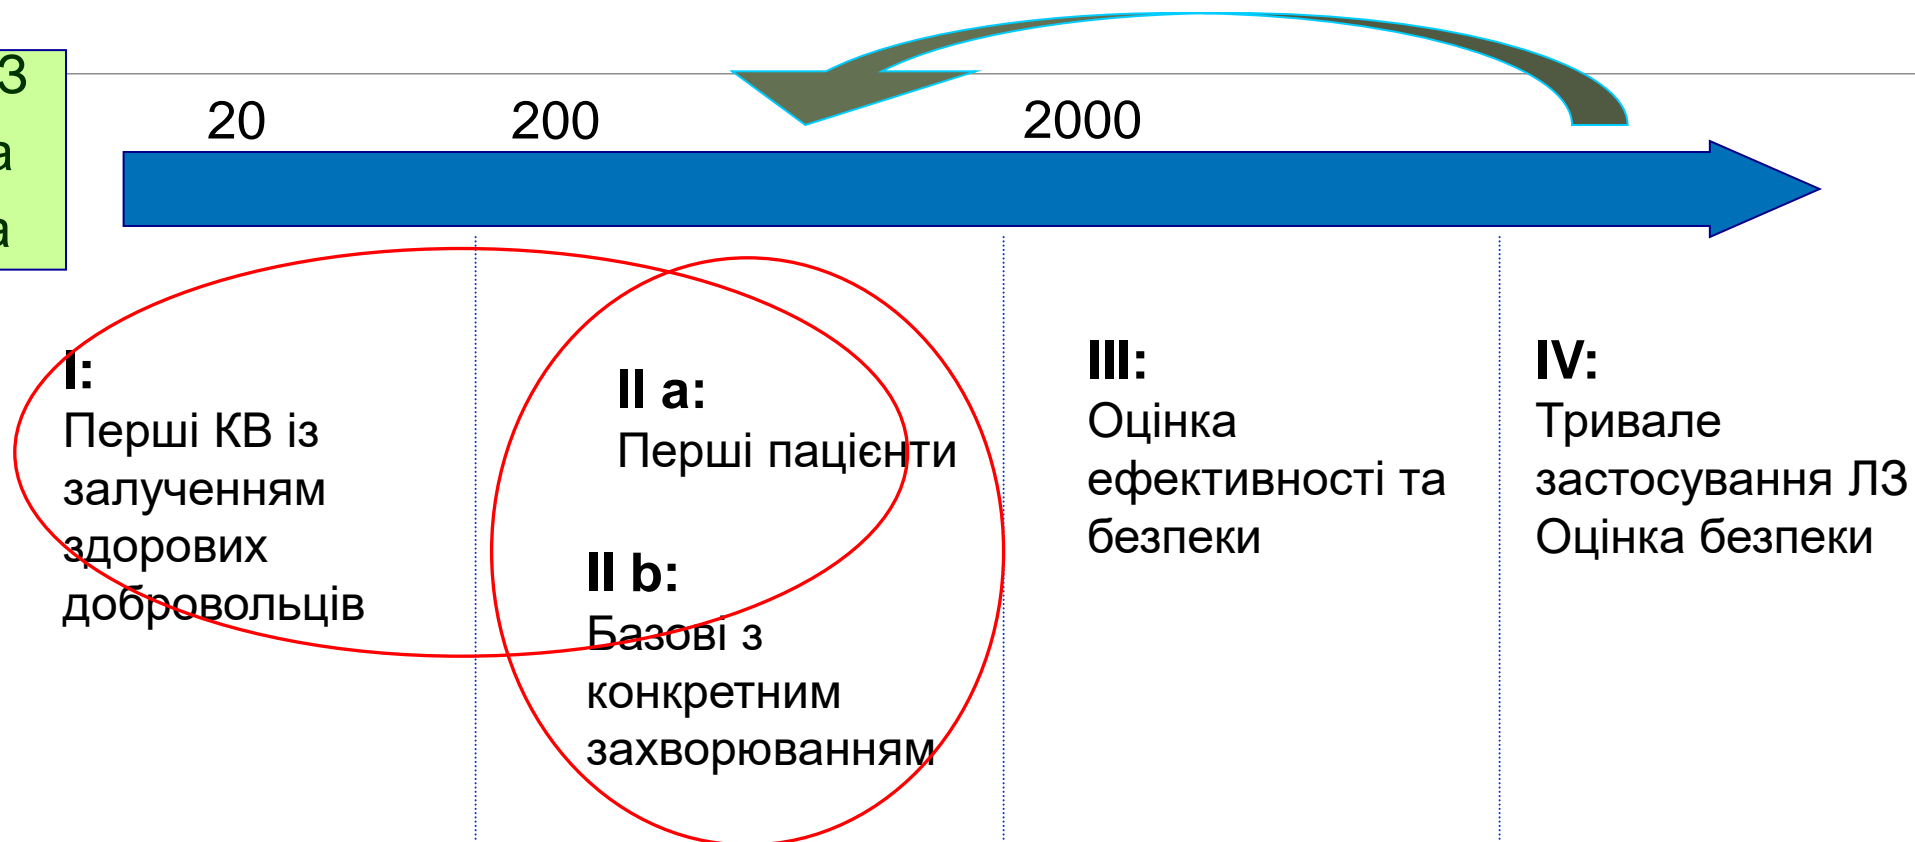 20
200
2000
I:
Перші КВ із
залученням
здорових
добровольців
II a:
Перші пацієнти
II b:
Базові з
конкретним
захворюванням
III:
Оцінка
ефективності та
безпеки
IV:
Тривале
застосування ЛЗ
Оцінка безпеки